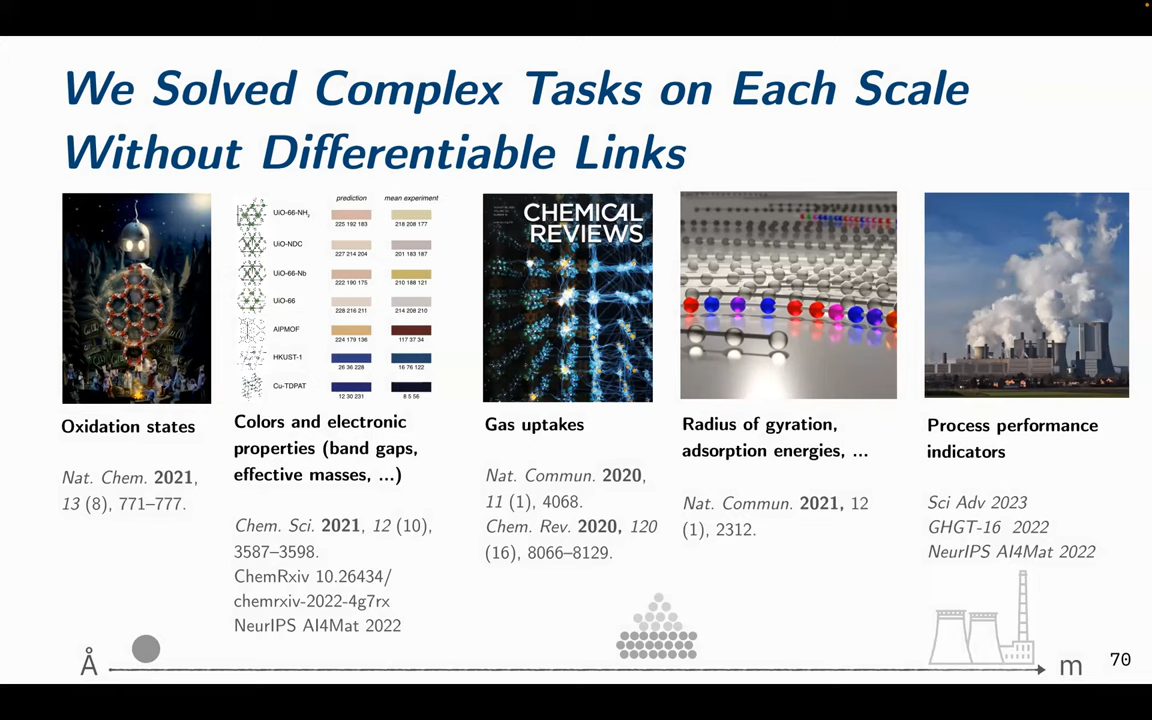 We Solved Complex Tasks on Each Scale
Without Differentiable Links
prediction mean experiment
UiO-66-NH₂
225 192 183 218 208 177
UiO-NDC
227 214 204 201 183 187
UiO-66-Nb
222 190 175 210 188 121
UiO-66
228 216 211 214 208 210
AlPMOF
224 179 136 117 37 34
HKUST-1
26 36 228 16 76 122
Cu-TDPAT
12 30 231 8 5 56
CHEMICAL
REVIEWS
Oxidation states
Nat. Chem. 2021,
13 (8), 771–777.
Colors and electronic
properties (band gaps,
effective masses, ...)
Chem. Sci. 2021, 12 (10),
3587–3598.
ChemRxiv 10.26434/
chemrxiv-2022-4g7rx
NeurIPS AI4Mat 2022
Gas uptakes
Nat. Commun. 2020,
11 (1), 4068.
Chem. Rev. 2020, 120
(16), 8066–8129.
Radius of gyration,
adsorption energies, ...
Nat. Commun. 2021, 12
(1), 2312.
Process performance
indicators
Sci Adv 2023
GHGT-16 2022
NeurIPS AI4Mat 2022
Å
m
70